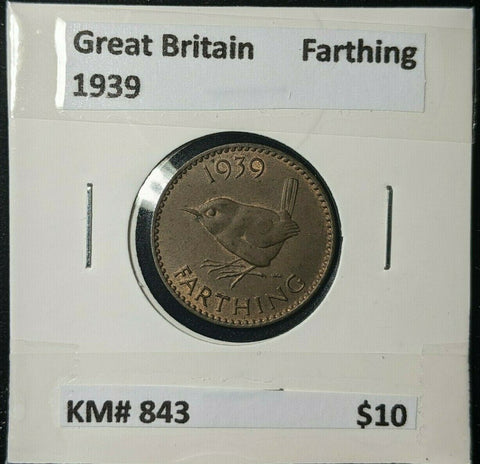 Great Britain Farthing
1939
1939
FARTHING
KM# 843 $10